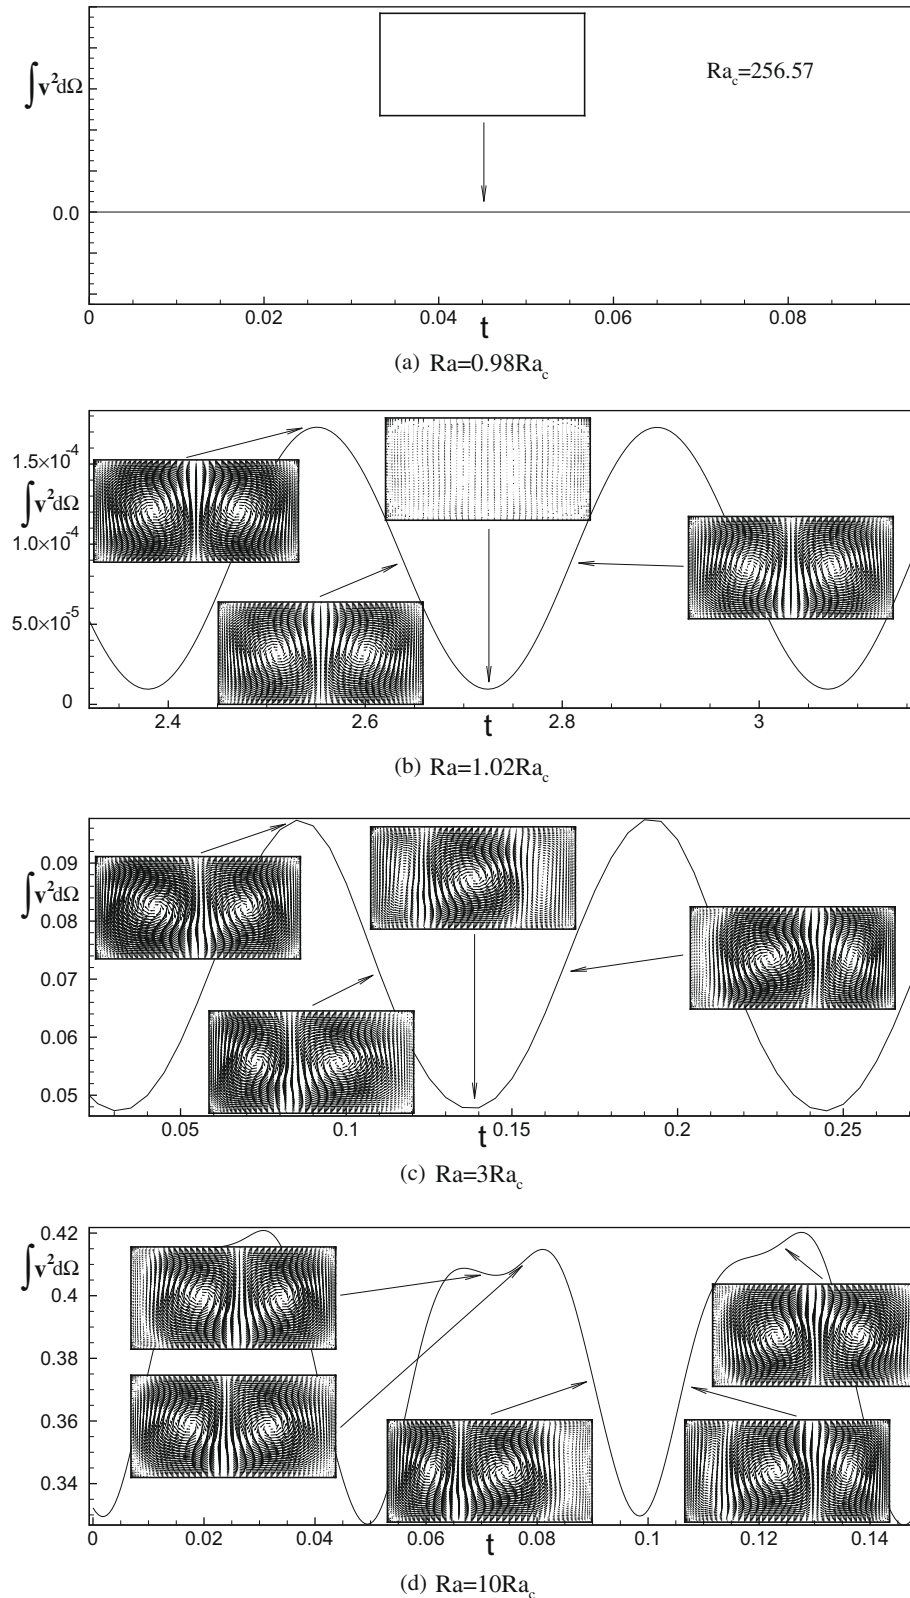 ∫v²dΩ
Ra_c=256.57
0.0
0 0.02 0.04 0.06 0.08
t
(a) Ra=0.98Ra_c
1.5×10⁻⁴
∫v²dΩ
1.0×10⁻⁴
5.0×10⁻⁵
0
2.4 2.6 2.8 3
t
(b) Ra=1.02Ra_c
0.09
∫v²dΩ
0.08
0.07
0.06
0.05
0.05 0.1 0.15 0.2 0.25
t
(c) Ra=3Ra_c
0.42
∫v²dΩ
0.4
0.38
0.36
0.34
0 0.02 0.04 0.06 0.08 0.1 0.12 0.14
t
(d) Ra=10Ra_c